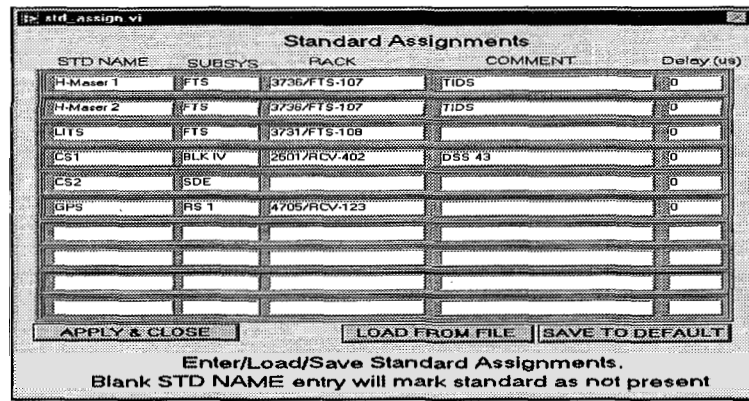 std_assign.vi
Standard Assignments
STD NAME SUBSYS RACK COMMENT Delay (us)
H-Maser 1 FTS 3736/FTS-107 TIDS 0
H-Maser 2 FTS 3736/FTS-107 TIDS 0
LITS FTS 3731/FTS-108 0
CS1 BLK IV 2601/RCV-402 DSS 43 0
CS2 SDE 0
GPS RS 1 4705/RCV-123 0
APPLY & CLOSE LOAD FROM FILE SAVE TO DEFAULT
Enter/Load/Save Standard Assignments.
Blank STD NAME entry will mark standard as not present